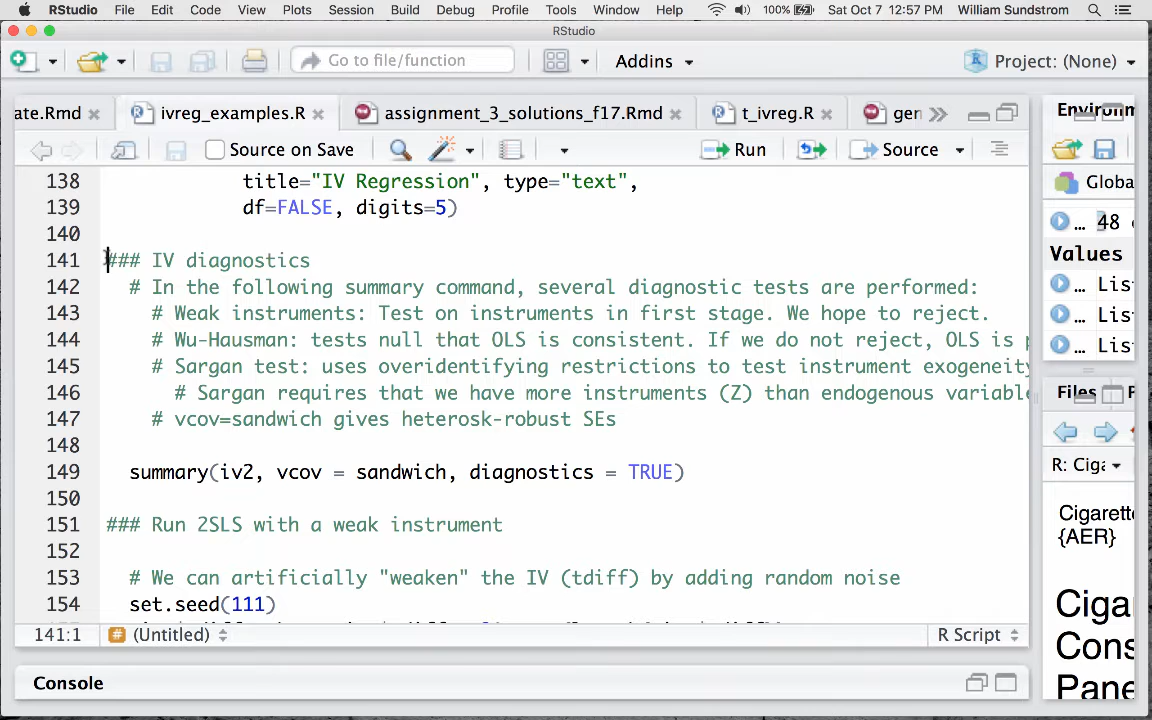 RStudio File Edit Code View Plots Session Build Debug Profile Tools Window Help 100% Sat Oct 7 12:57 PM William Sundstrom
RStudio
Go to file/function Addins Project: (None)
ate.Rmd ivreg_examples.R assignment_3_solutions_f17.Rmd t_ivreg.R gen
Source on Save Run Source
138 title="IV Regression", type="text",
139 df=FALSE, digits=5)
140
141 ### IV diagnostics
142 # In the following summary command, several diagnostic tests are performed:
143 # Weak instruments: Test on instruments in first stage. We hope to reject.
144 # Wu-Hausman: tests null that OLS is consistent. If we do not reject, OLS is p
145 # Sargan test: uses overidentifying restrictions to test instrument exogeneity
146 # Sargan requires that we have more instruments (Z) than endogenous variable
147 # vcov=sandwich gives heterosk-robust SEs
148
149 summary(iv2, vcov = sandwich, diagnostics = TRUE)
150
151 ### Run 2SLS with a weak instrument
152
153 # We can artificially "weaken" the IV (tdiff) by adding random noise
154 set.seed(111)
141:1 (Untitled) R Script
Console
Environm
Globa
... 48
Values
... Lis
... Lis
... Lis
Files
R: Ciga
Cigarette
{AER}
Ciga
Cons
Pane